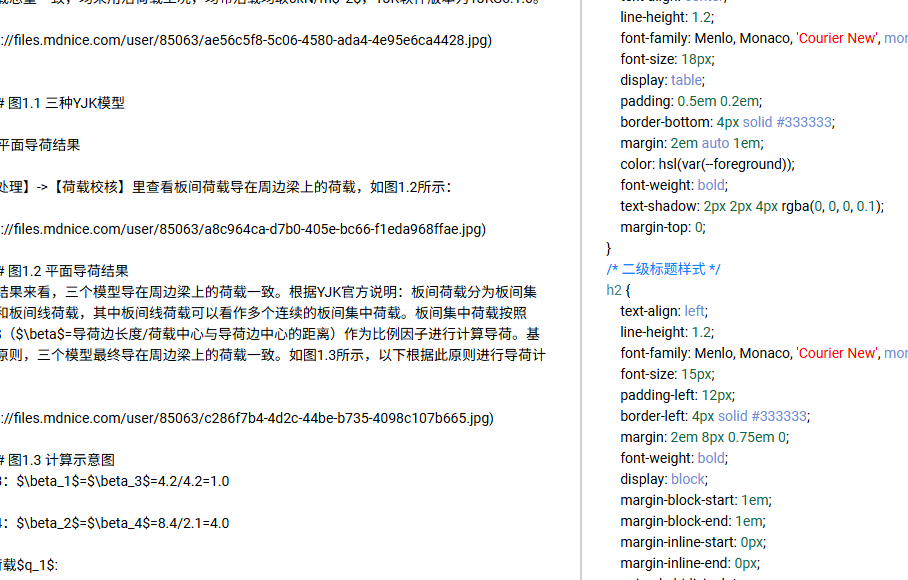 ://files.mdnice.com/user/85063/ae56c5f8-5c06-4580-ada4-4e95e6ca4428.jpg)
# 图1.1 三种YJK模型
平面导荷结果
处理】->【荷载校核】里查看板间荷载导在周边梁上的荷载，如图1.2所示：
://files.mdnice.com/user/85063/a8c964ca-d7b0-405e-bc66-f1eda968ffae.jpg)
# 图1.2 平面导荷结果
结果来看，三个模型导在周边梁上的荷载一致。根据YJK官方说明：板间荷载分为板间集
和板间线荷载，其中板间线荷载可以看作多个连续的板间集中荷载。板间集中荷载按照
（$\beta$=导荷边长度/荷载中心与导荷边中心的距离）作为比例因子进行计算导荷。基
原则，三个模型最终导在周边梁上的荷载一致。如图1.3所示，以下根据此原则进行导荷计
://files.mdnice.com/user/85063/c286f7b4-4d2c-44be-b735-4098c107b665.jpg)
# 图1.3 计算示意图
：$\beta_1$=$\beta_3$=4.2/4.2=1.0
：$\beta_2$=$\beta_4$=8.4/2.1=4.0
荷载$q_1$:
line-height: 1.2;
font-family: Menlo, Monaco, 'Courier New', mor
font-size: 18px;
display: table;
padding: 0.5em 0.2em;
border-bottom: 4px solid #333333;
margin: 2em auto 1em;
color: hsl(var(--foreground));
font-weight: bold;
text-shadow: 2px 2px 4px rgba(0, 0, 0, 0.1);
margin-top: 0;
}
/* 二级标题样式 */
h2 {
text-align: left;
line-height: 1.2;
font-family: Menlo, Monaco, 'Courier New', mor
font-size: 15px;
padding-left: 12px;
border-left: 4px solid #333333;
margin: 2em 8px 0.75em 0;
font-weight: bold;
display: block;
margin-block-start: 1em;
margin-block-end: 1em;
margin-inline-start: 0px;
margin-inline-end: 0px;